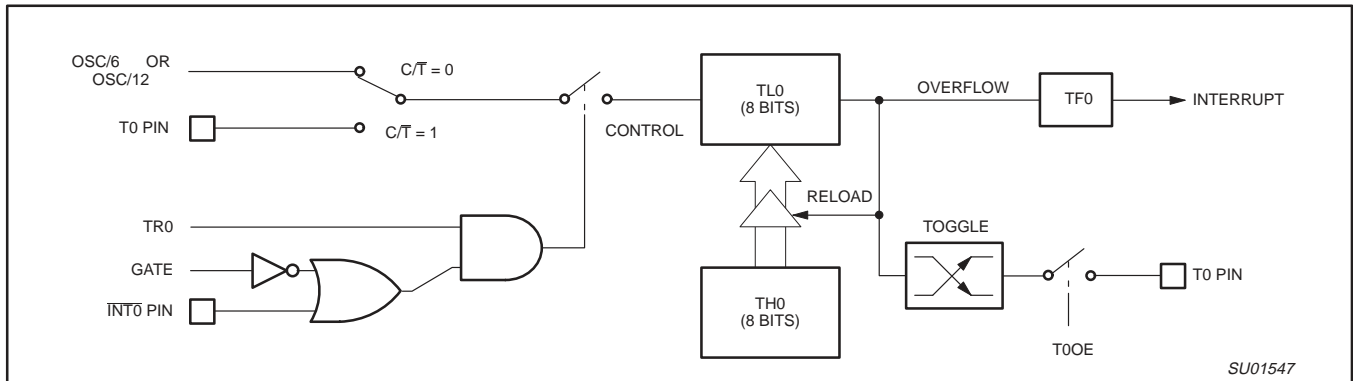 OSC/6 OR
OSC/12
C/T̅ = 0
T0 PIN
C/T̅ = 1
CONTROL
TL0
(8 BITS)
OVERFLOW
TF0
INTERRUPT
RELOAD
TR0
GATE
I̅N̅T̅0̅ PIN
TH0
(8 BITS)
TOGGLE
T0 PIN
T0OE
SU01547